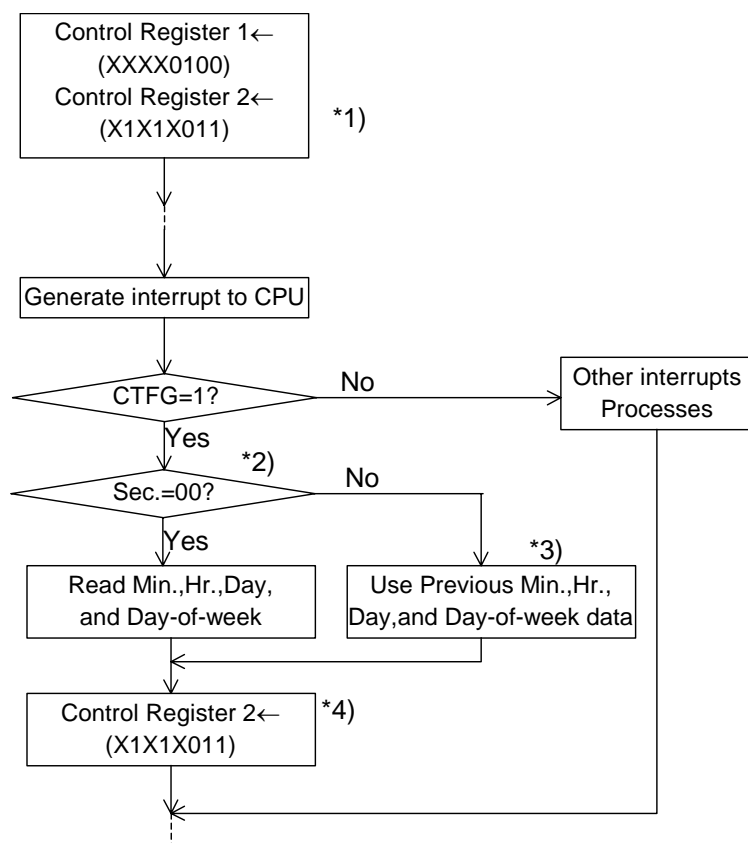 Control Register 1←
(XXXX0100)
Control Register 2←
(X1X1X011)
*1)
Generate interrupt to CPU
CTFG=1?
No
Other interrupts
Processes
Yes
*2)
Sec.=00?
No
Yes
*3)
Read Min.,Hr.,Day,
and Day-of-week
Use Previous Min.,Hr.,
Day,and Day-of-week data
Control Register 2←
(X1X1X011)
*4)